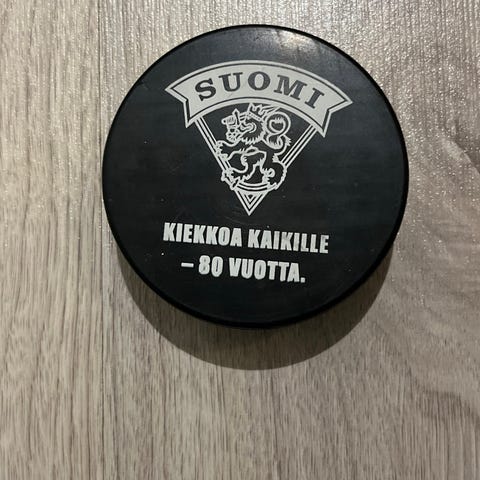 SUOMI
KIEKKOA KAIKILLE
– 80 VUOTTA.